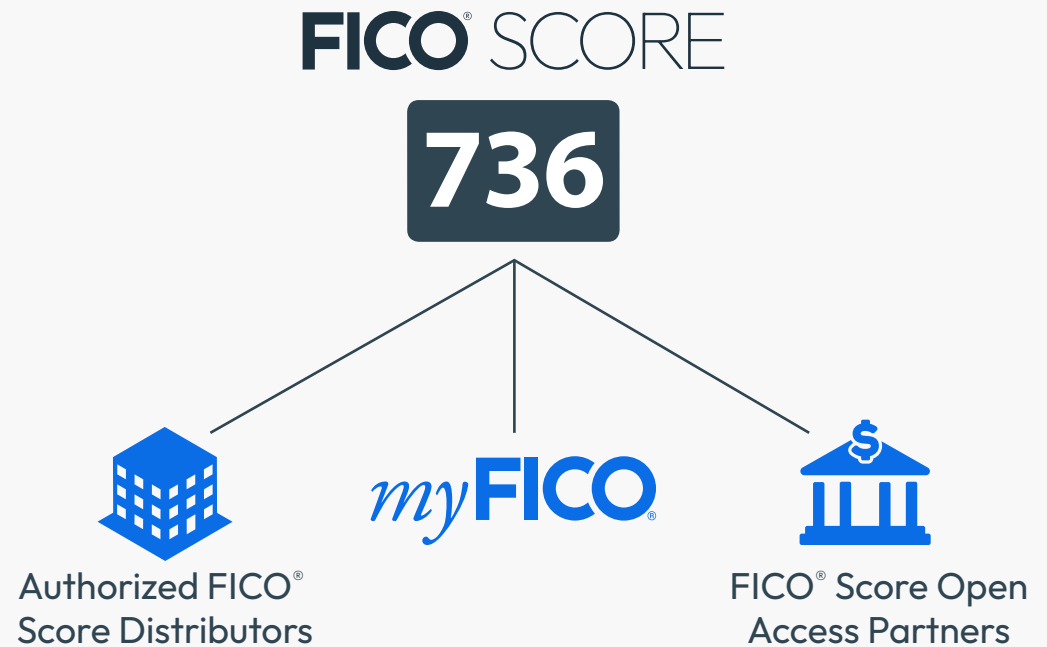 FICO® SCORE
736
$
myFICO®
Authorized FICO®
Score Distributors
FICO® Score Open
Access Partners